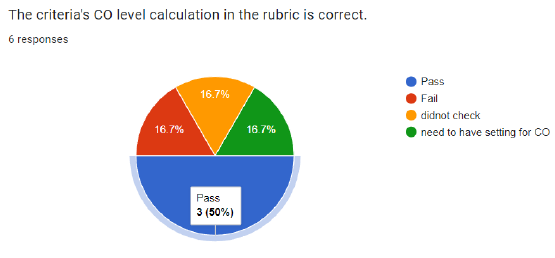 The criteria's CO level calculation in the rubric is correct.
6 responses
16.7%
16.7%
16.7%
Pass
3 (50%)
Pass
Fail
didnot check
need to have setting for CO